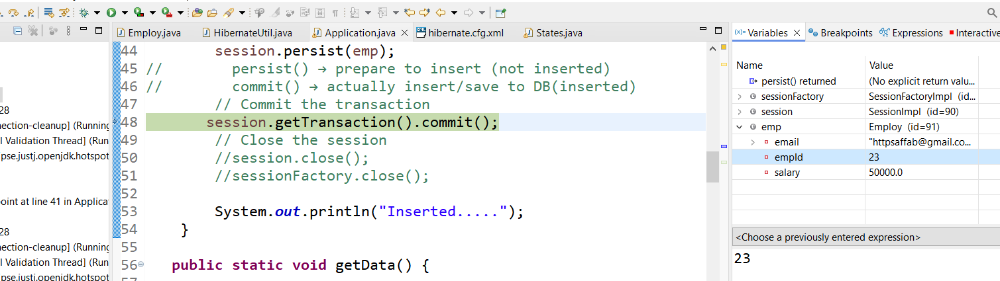 Employ.java
HibernateUtil.java
Application.java
hibernate.cfg.xml
States.java
44 session.persist(emp);
45 // persist() → prepare to insert (not inserted)
46 // commit() → actually insert/save to DB(inserted)
47 // Commit the transaction
48 session.getTransaction().commit();
49 // Close the session
50 //session.close();
51 //sessionFactory.close();
52
53 System.out.println("Inserted.....");
54 }
55
56 public static void getData() {
28
nection-cleanup] (Running
l Validation Thread] (Run
pse.justj.openjdk.hotspot
oint at line 41 in Applica
28
ection-cleanup] (Running
l Validation Thread] (Run
pse.justj.openjdk.hotspot
(x)= Variables
Breakpoints
Expressions
Interactive
Name Value
persist() returned (No explicit return valu...
sessionFactory SessionFactoryImpl (id...
session SessionImpl (id=90)
emp Employ (id=91)
email "httpsaffab@gmail.co...
empId 23
salary 50000.0
<Choose a previously entered expression>
23